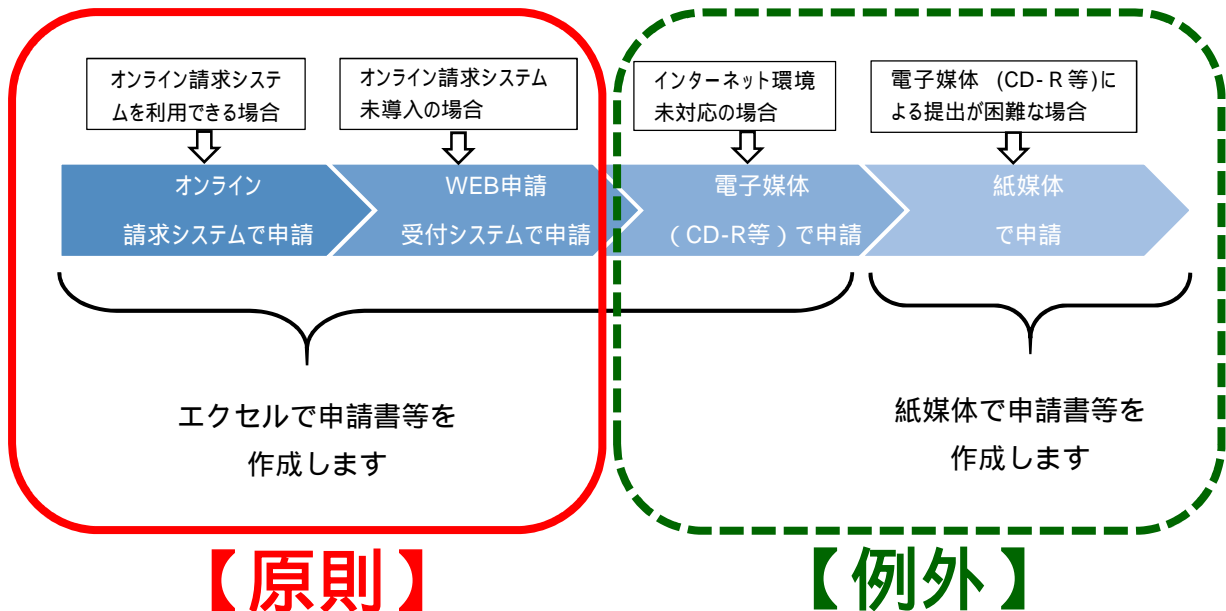 オンライン請求システ
ムを利用できる場合
オンライン請求システム
未導入の場合
インターネット環境
未対応の場合
電子媒体 (CD-R等)に
よる提出が困難な場合
オンライン
請求システムで申請
WEB申請
受付システムで申請
電子媒体
(CD-R等)で申請
紙媒体
で申請
エクセルで申請書等を
作成します
紙媒体で申請書等を
作成します
【原則】
【例外】